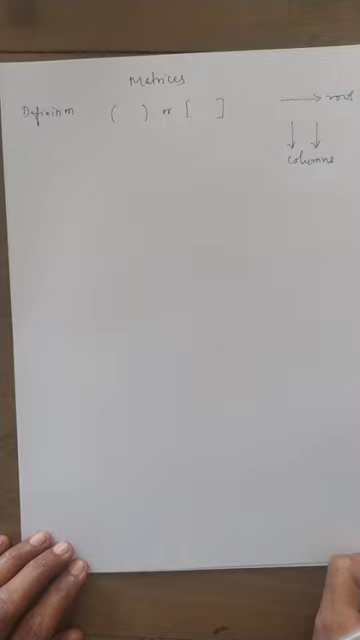 Matrices
Definition ( ) or [ ] → rows
↓ ↓
columns